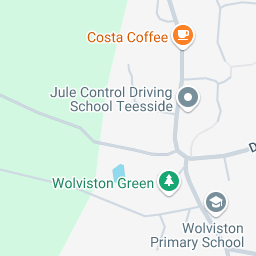 Costa Coffee
Jule Control Driving
School Teesside
D
Wolviston Green
Wolviston
Primary School